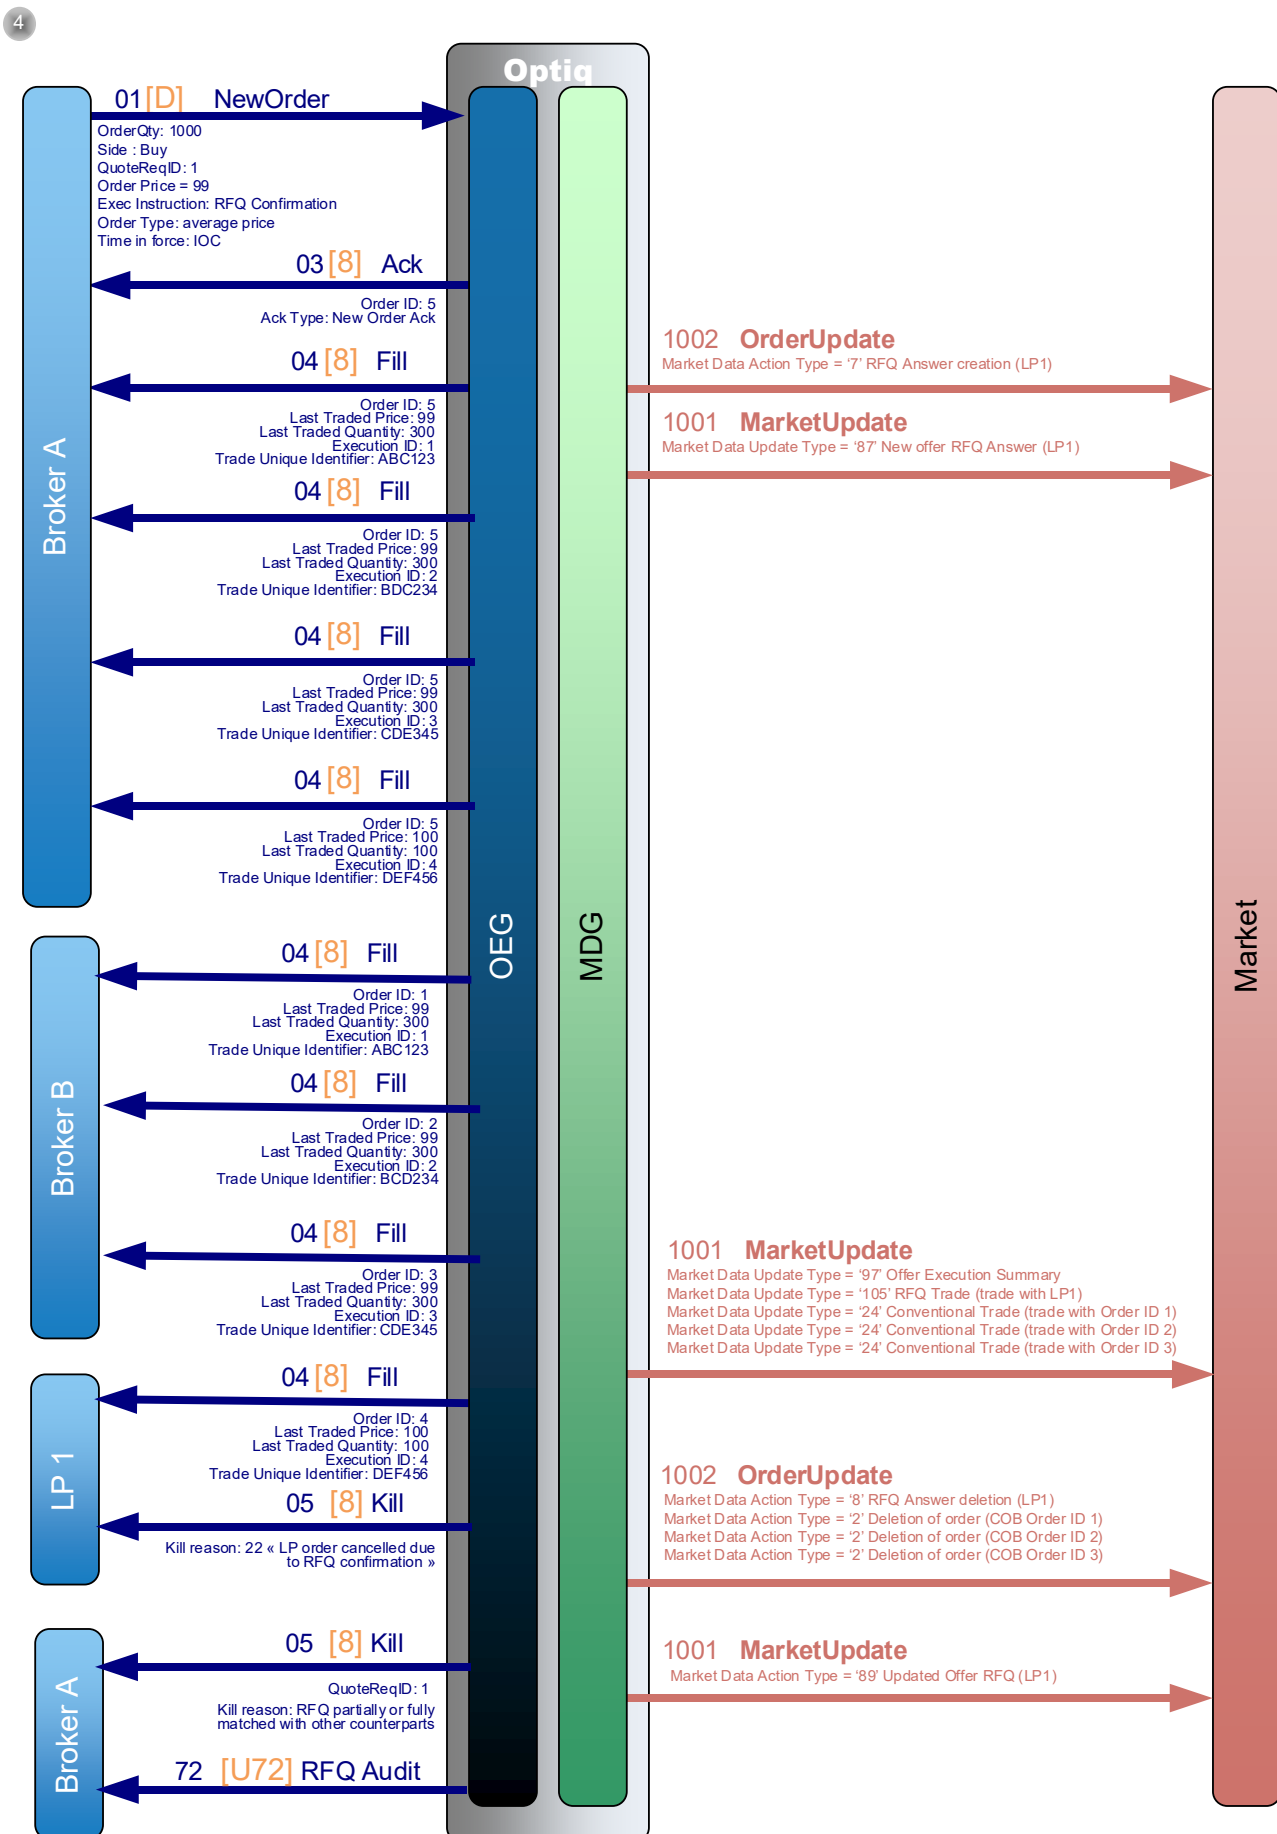 4
Optiq
01 [D] NewOrder
OrderQty: 1000
Side : Buy
QuoteReqID: 1
Order Price = 99
Exec Instruction: RFQ Confirmation
Order Type: average price
Time in force: IOC
03 [8] Ack
Order ID: 5
Ack Type: New Order Ack
04 [8] Fill
Order ID: 5
Last Traded Price: 99
Last Traded Quantity: 300
Execution ID: 1
Trade Unique Identifier: ABC123
04 [8] Fill
Order ID: 5
Last Traded Price: 99
Last Traded Quantity: 300
Execution ID: 2
Trade Unique Identifier: BDC234
04 [8] Fill
Order ID: 5
Last Traded Price: 99
Last Traded Quantity: 300
Execution ID: 3
Trade Unique Identifier: CDE345
04 [8] Fill
Order ID: 5
Last Traded Price: 100
Last Traded Quantity: 100
Execution ID: 4
Trade Unique Identifier: DEF456
Broker A
04 [8] Fill
Order ID: 1
Last Traded Price: 99
Last Traded Quantity: 300
Execution ID: 1
Trade Unique Identifier: ABC123
04 [8] Fill
Order ID: 2
Last Traded Price: 99
Last Traded Quantity: 300
Execution ID: 2
Trade Unique Identifier: BCD234
04 [8] Fill
Order ID: 3
Last Traded Price: 99
Last Traded Quantity: 300
Execution ID: 3
Trade Unique Identifier: CDE345
Broker B
04 [8] Fill
Order ID: 4
Last Traded Price: 100
Last Traded Quantity: 100
Execution ID: 4
Trade Unique Identifier: DEF456
05 [8] Kill
Kill reason: 22 « LP order cancelled due
to RFQ confirmation »
LP 1
05 [8] Kill
QuoteReqID: 1
Kill reason: RFQ partially or fully
matched with other counterparts
72 [U72] RFQ Audit
Broker A
OEG
MDG
1002 OrderUpdate
Market Data Action Type = ‘7’ RFQ Answer creation (LP1)
1001 MarketUpdate
Market Data Update Type = ‘87’ New offer RFQ Answer (LP1)
1001 MarketUpdate
Market Data Update Type = ‘97’ Offer Execution Summary
Market Data Update Type = ‘105’ RFQ Trade (trade with LP1)
Market Data Update Type = ‘24’ Conventional Trade (trade with Order ID 1)
Market Data Update Type = ‘24’ Conventional Trade (trade with Order ID 2)
Market Data Update Type = ‘24’ Conventional Trade (trade with Order ID 3)
1002 OrderUpdate
Market Data Action Type = ‘8’ RFQ Answer deletion (LP1)
Market Data Action Type = ‘2’ Deletion of order (COB Order ID 1)
Market Data Action Type = ‘2’ Deletion of order (COB Order ID 2)
Market Data Action Type = ‘2’ Deletion of order (COB Order ID 3)
1001 MarketUpdate
Market Data Action Type = ‘89’ Updated Offer RFQ (LP1)
Market